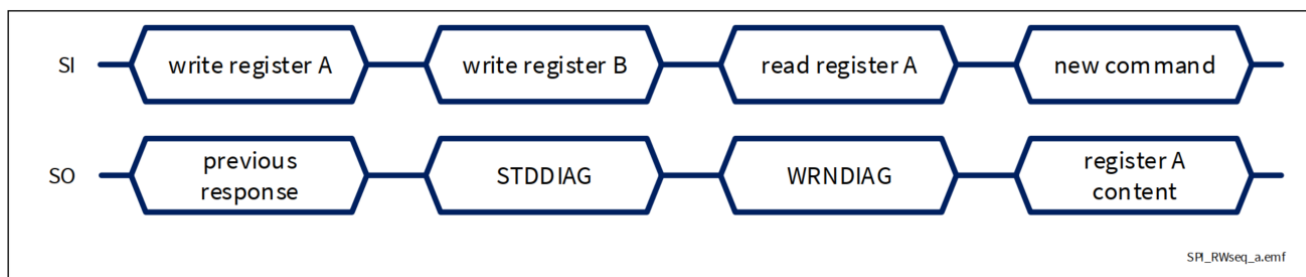 SI write register A write register B read register A new command
previous
response
SO STDDIAG WRNDIAG
register A
content
SPI_RWseq_a.emf